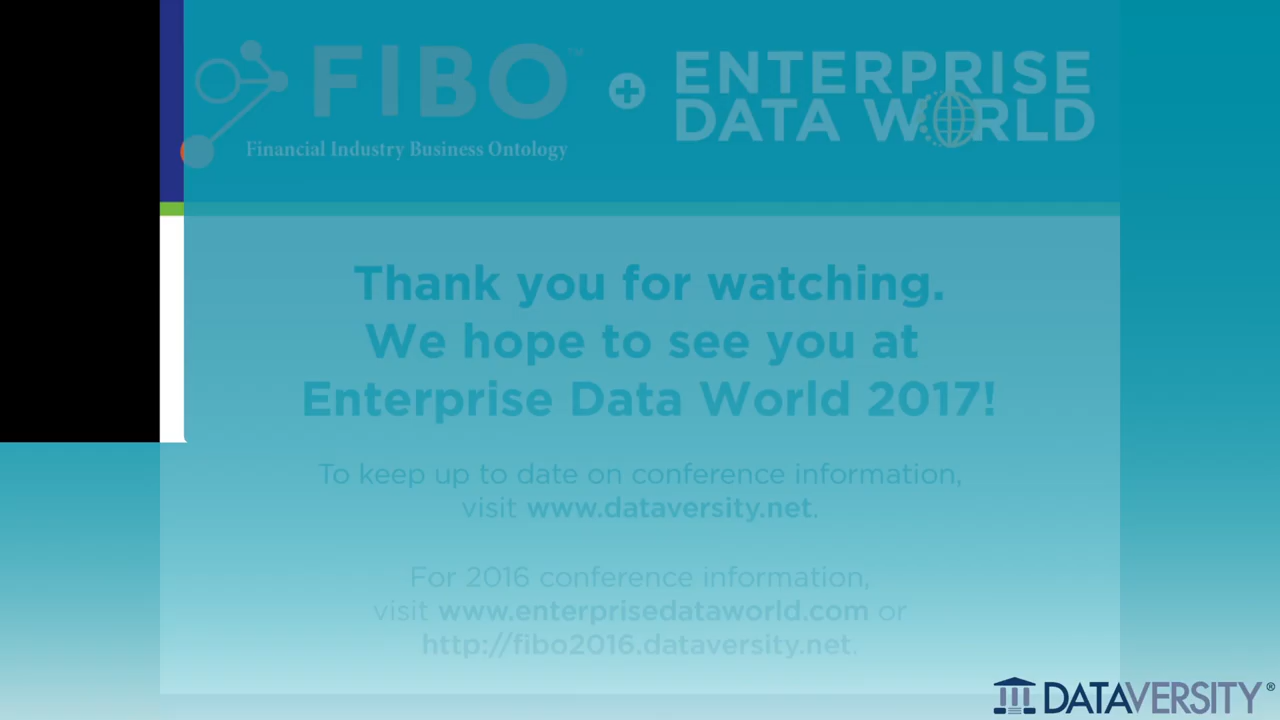 FIBO™ + ENTERPRISE
DATA WORLD
Financial Industry Business Ontology
Thank you for watching.
We hope to see you at
Enterprise Data World 2017!
To keep up to date on conference information,
visit www.dataversity.net.
For 2016 conference information,
visit www.enterprisedataworld.com or
http://fibo2016.dataversity.net.
DATAVERSITY®